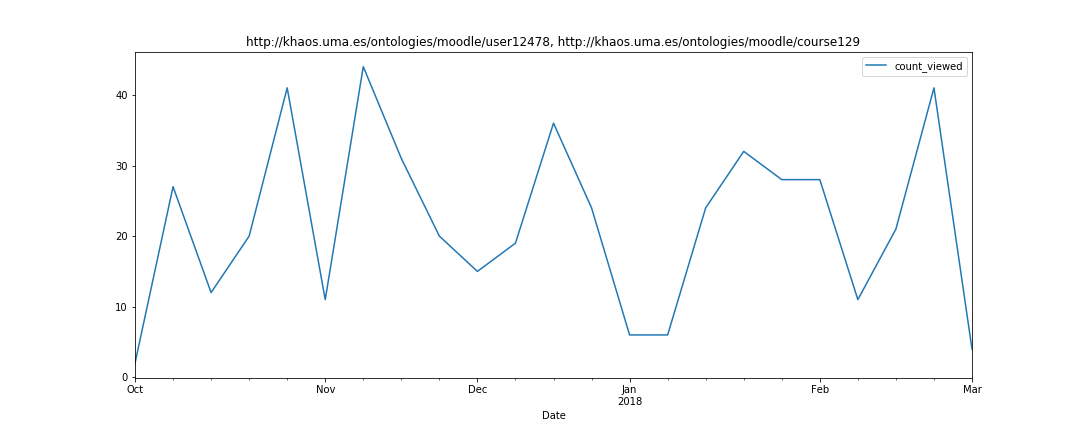 http://khaos.uma.es/ontologies/moodle/user12478, http://khaos.uma.es/ontologies/moodle/course129
count_viewed
40
30
20
10
0
Oct Nov Dec Jan Feb Mar
2018
Date